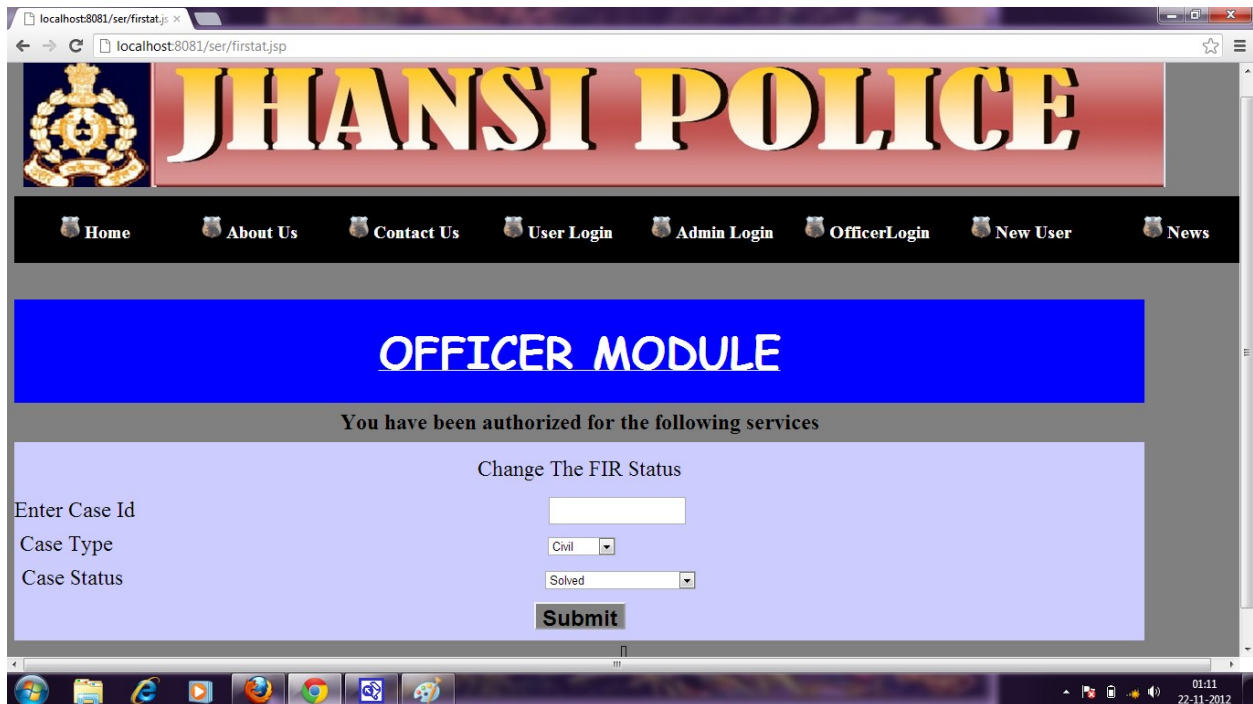 localhost:8081/ser/firstat.js
localhost:8081/ser/firstat.jsp
JHANSI POLICE
Home About Us Contact Us User Login Admin Login OfficerLogin New User News
OFFICER MODULE
You have been authorized for the following services
Change The FIR Status
Enter Case Id
Case Type Civil
Case Status Solved
Submit
01:11
22-11-2012